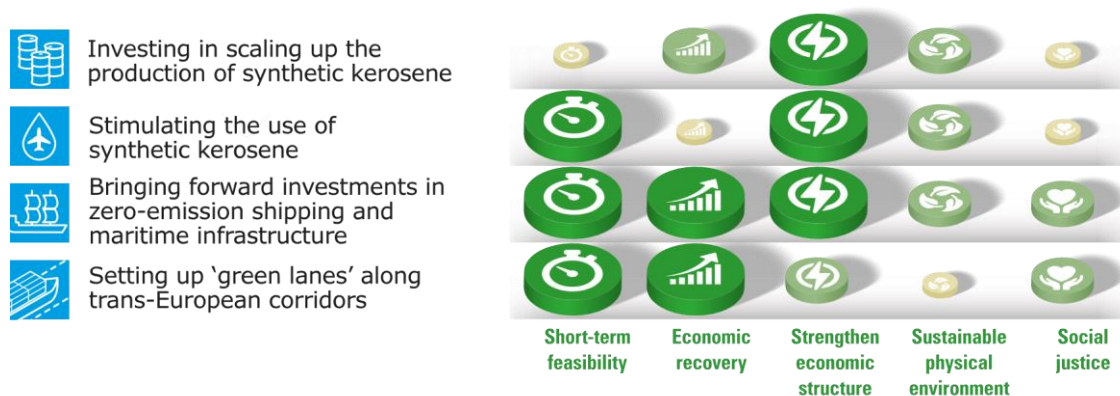 Investing in scaling up the
production of synthetic kerosene
Stimulating the use of
synthetic kerosene
Bringing forward investments in
zero-emission shipping and
maritime infrastructure
Setting up ‘green lanes’ along
trans-European corridors
Short-term
feasibility
Economic
recovery
Strengthen
economic
structure
Sustainable
physical
environment
Social
justice